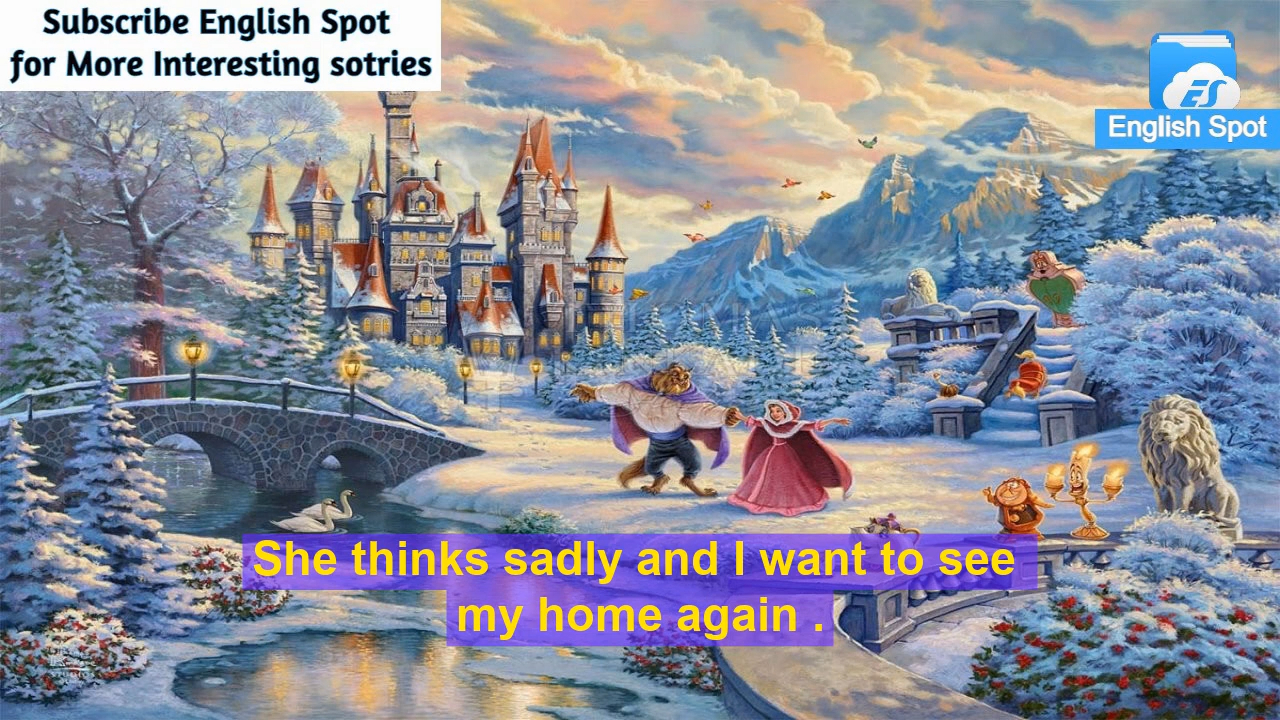 Subscribe English Spot
for More Interesting sotries
ES
English Spot
She thinks sadly and I want to see
my home again .